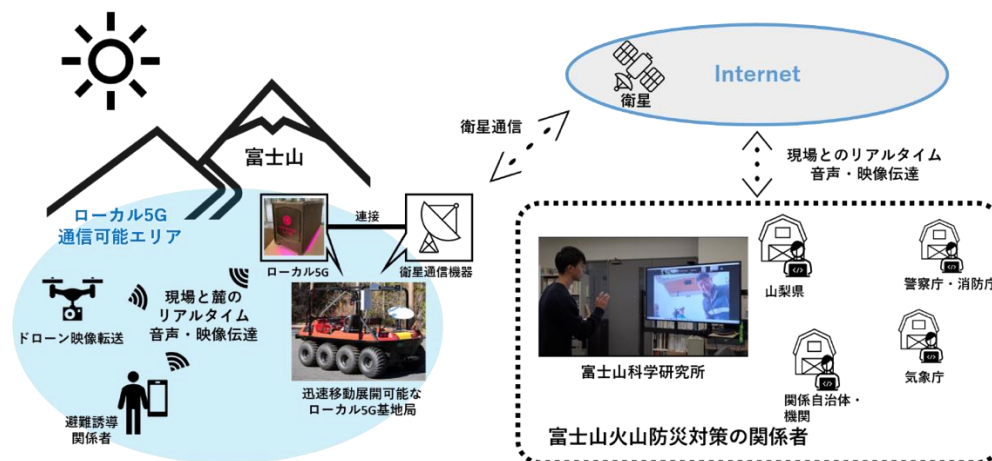 富士山
ローカル5G
通信可能エリア
ローカル5G
連接
衛星通信機器
ドローン映像転送
現場と麓の
リアルタイム
音声・映像伝達
避難誘導
関係者
迅速移動展開可能な
ローカル5G基地局
衛星通信
Internet
衛星
現場とのリアルタイム
音声・映像伝達
富士山科学研究所
山梨県
警察庁・消防庁
関係自治体・
機関
気象庁
富士山火山防災対策の関係者